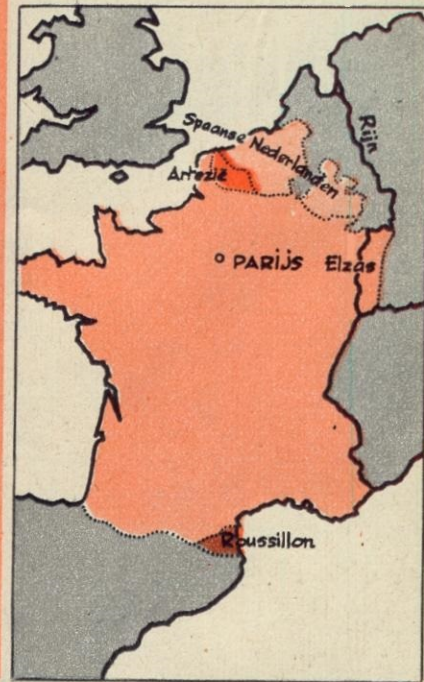 Rijn
Spaanse Nederlanden
Artezië
PARIJS
Elzas
Roussillon